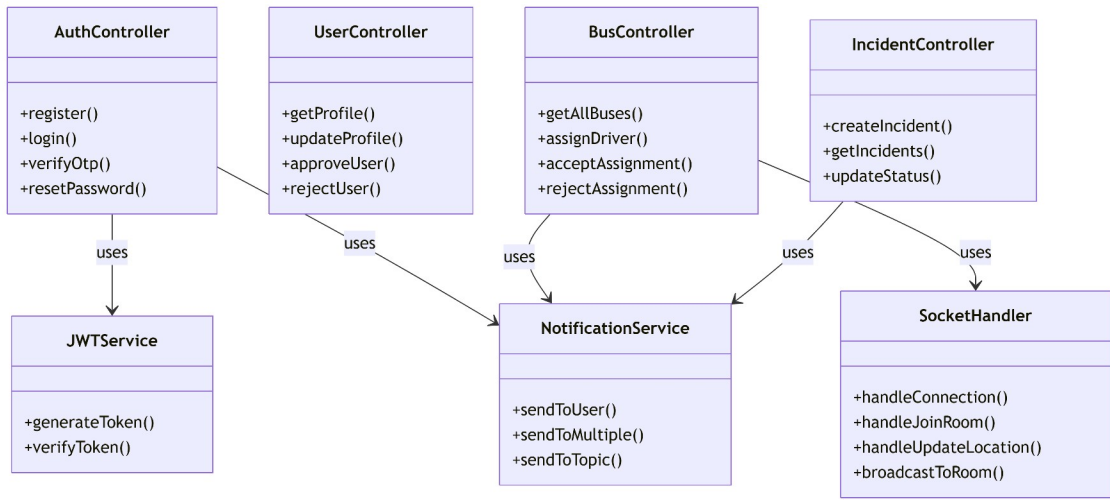 AuthController
+register()
+login()
+verifyOtp()
+resetPassword()
UserController
+getProfile()
+updateProfile()
+approveUser()
+rejectUser()
BusController
+getAllBuses()
+assignDriver()
+acceptAssignment()
+rejectAssignment()
IncidentController
+createIncident()
+getIncidents()
+updateStatus()
uses
uses
uses
uses
uses
JWTService
+generateToken()
+verifyToken()
NotificationService
+sendToUser()
+sendToMultiple()
+sendToTopic()
SocketHandler
+handleConnection()
+handleJoinRoom()
+handleUpdateLocation()
+broadcastToRoom()